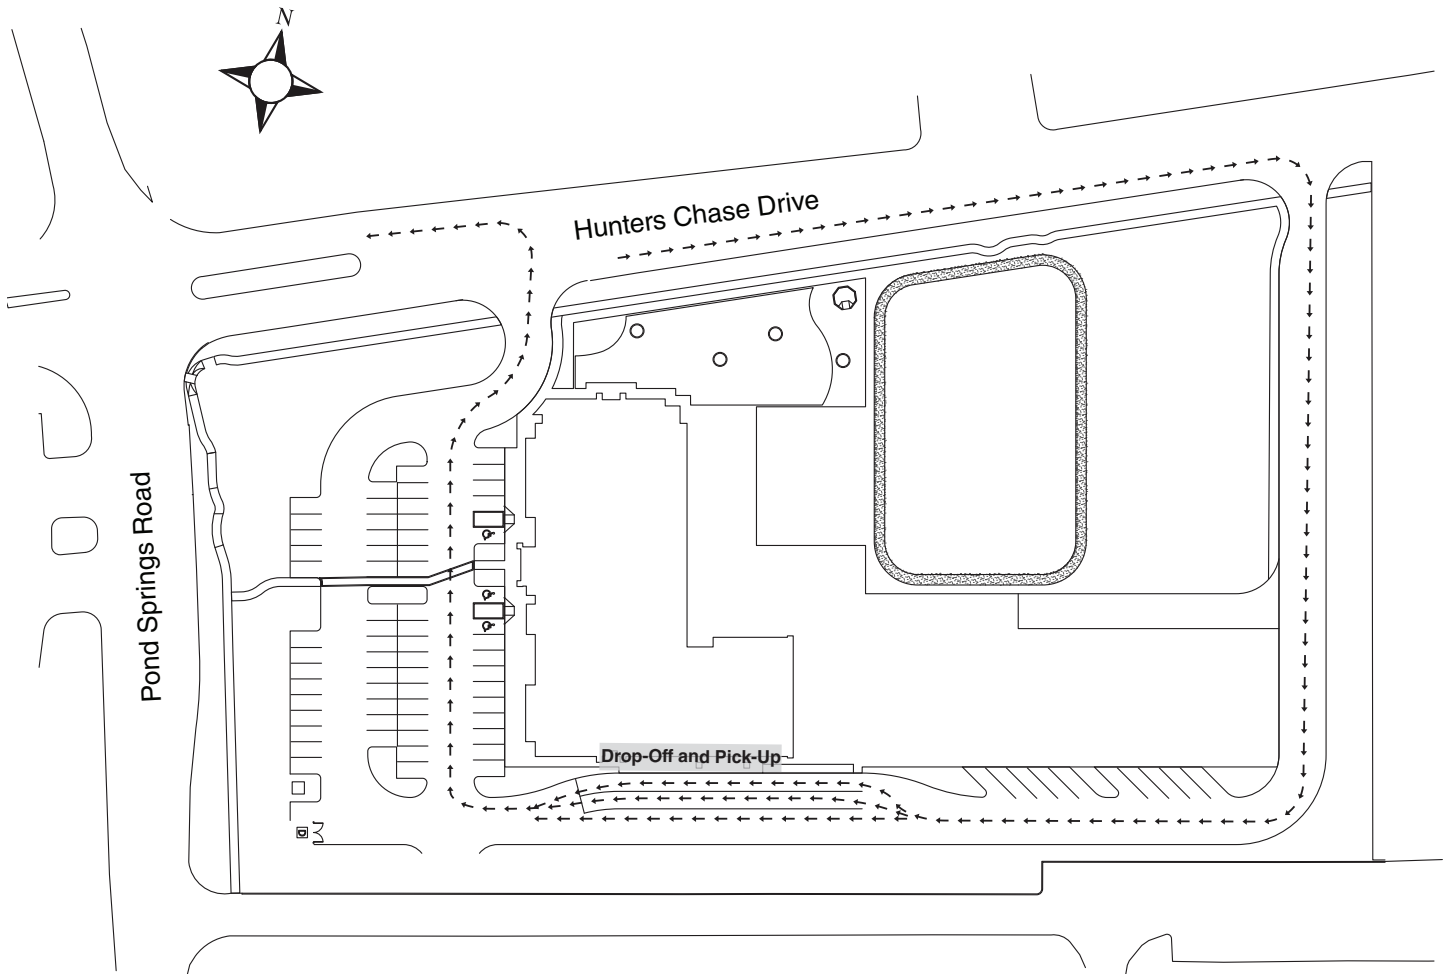 N
Hunters Chase Drive
Pond Springs Road
Drop-Off and Pick-Up
D